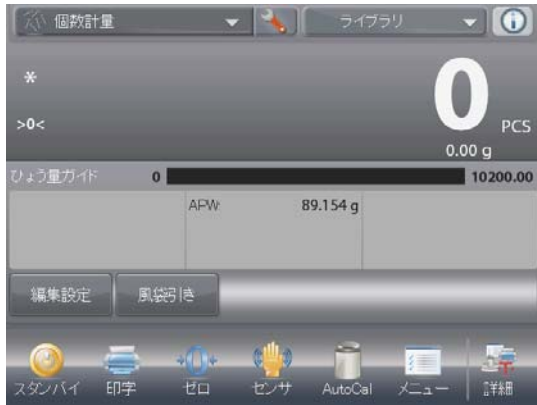 個数計量 ライブラリ
*
0
>0<
PCS
0.00 g
ひょう量ガイド 0 10200.00
APW: 89.154 g
編集設定 風袋引き
スタンバイ 印字 ゼロ センサ AutoCal メニュー 詳細